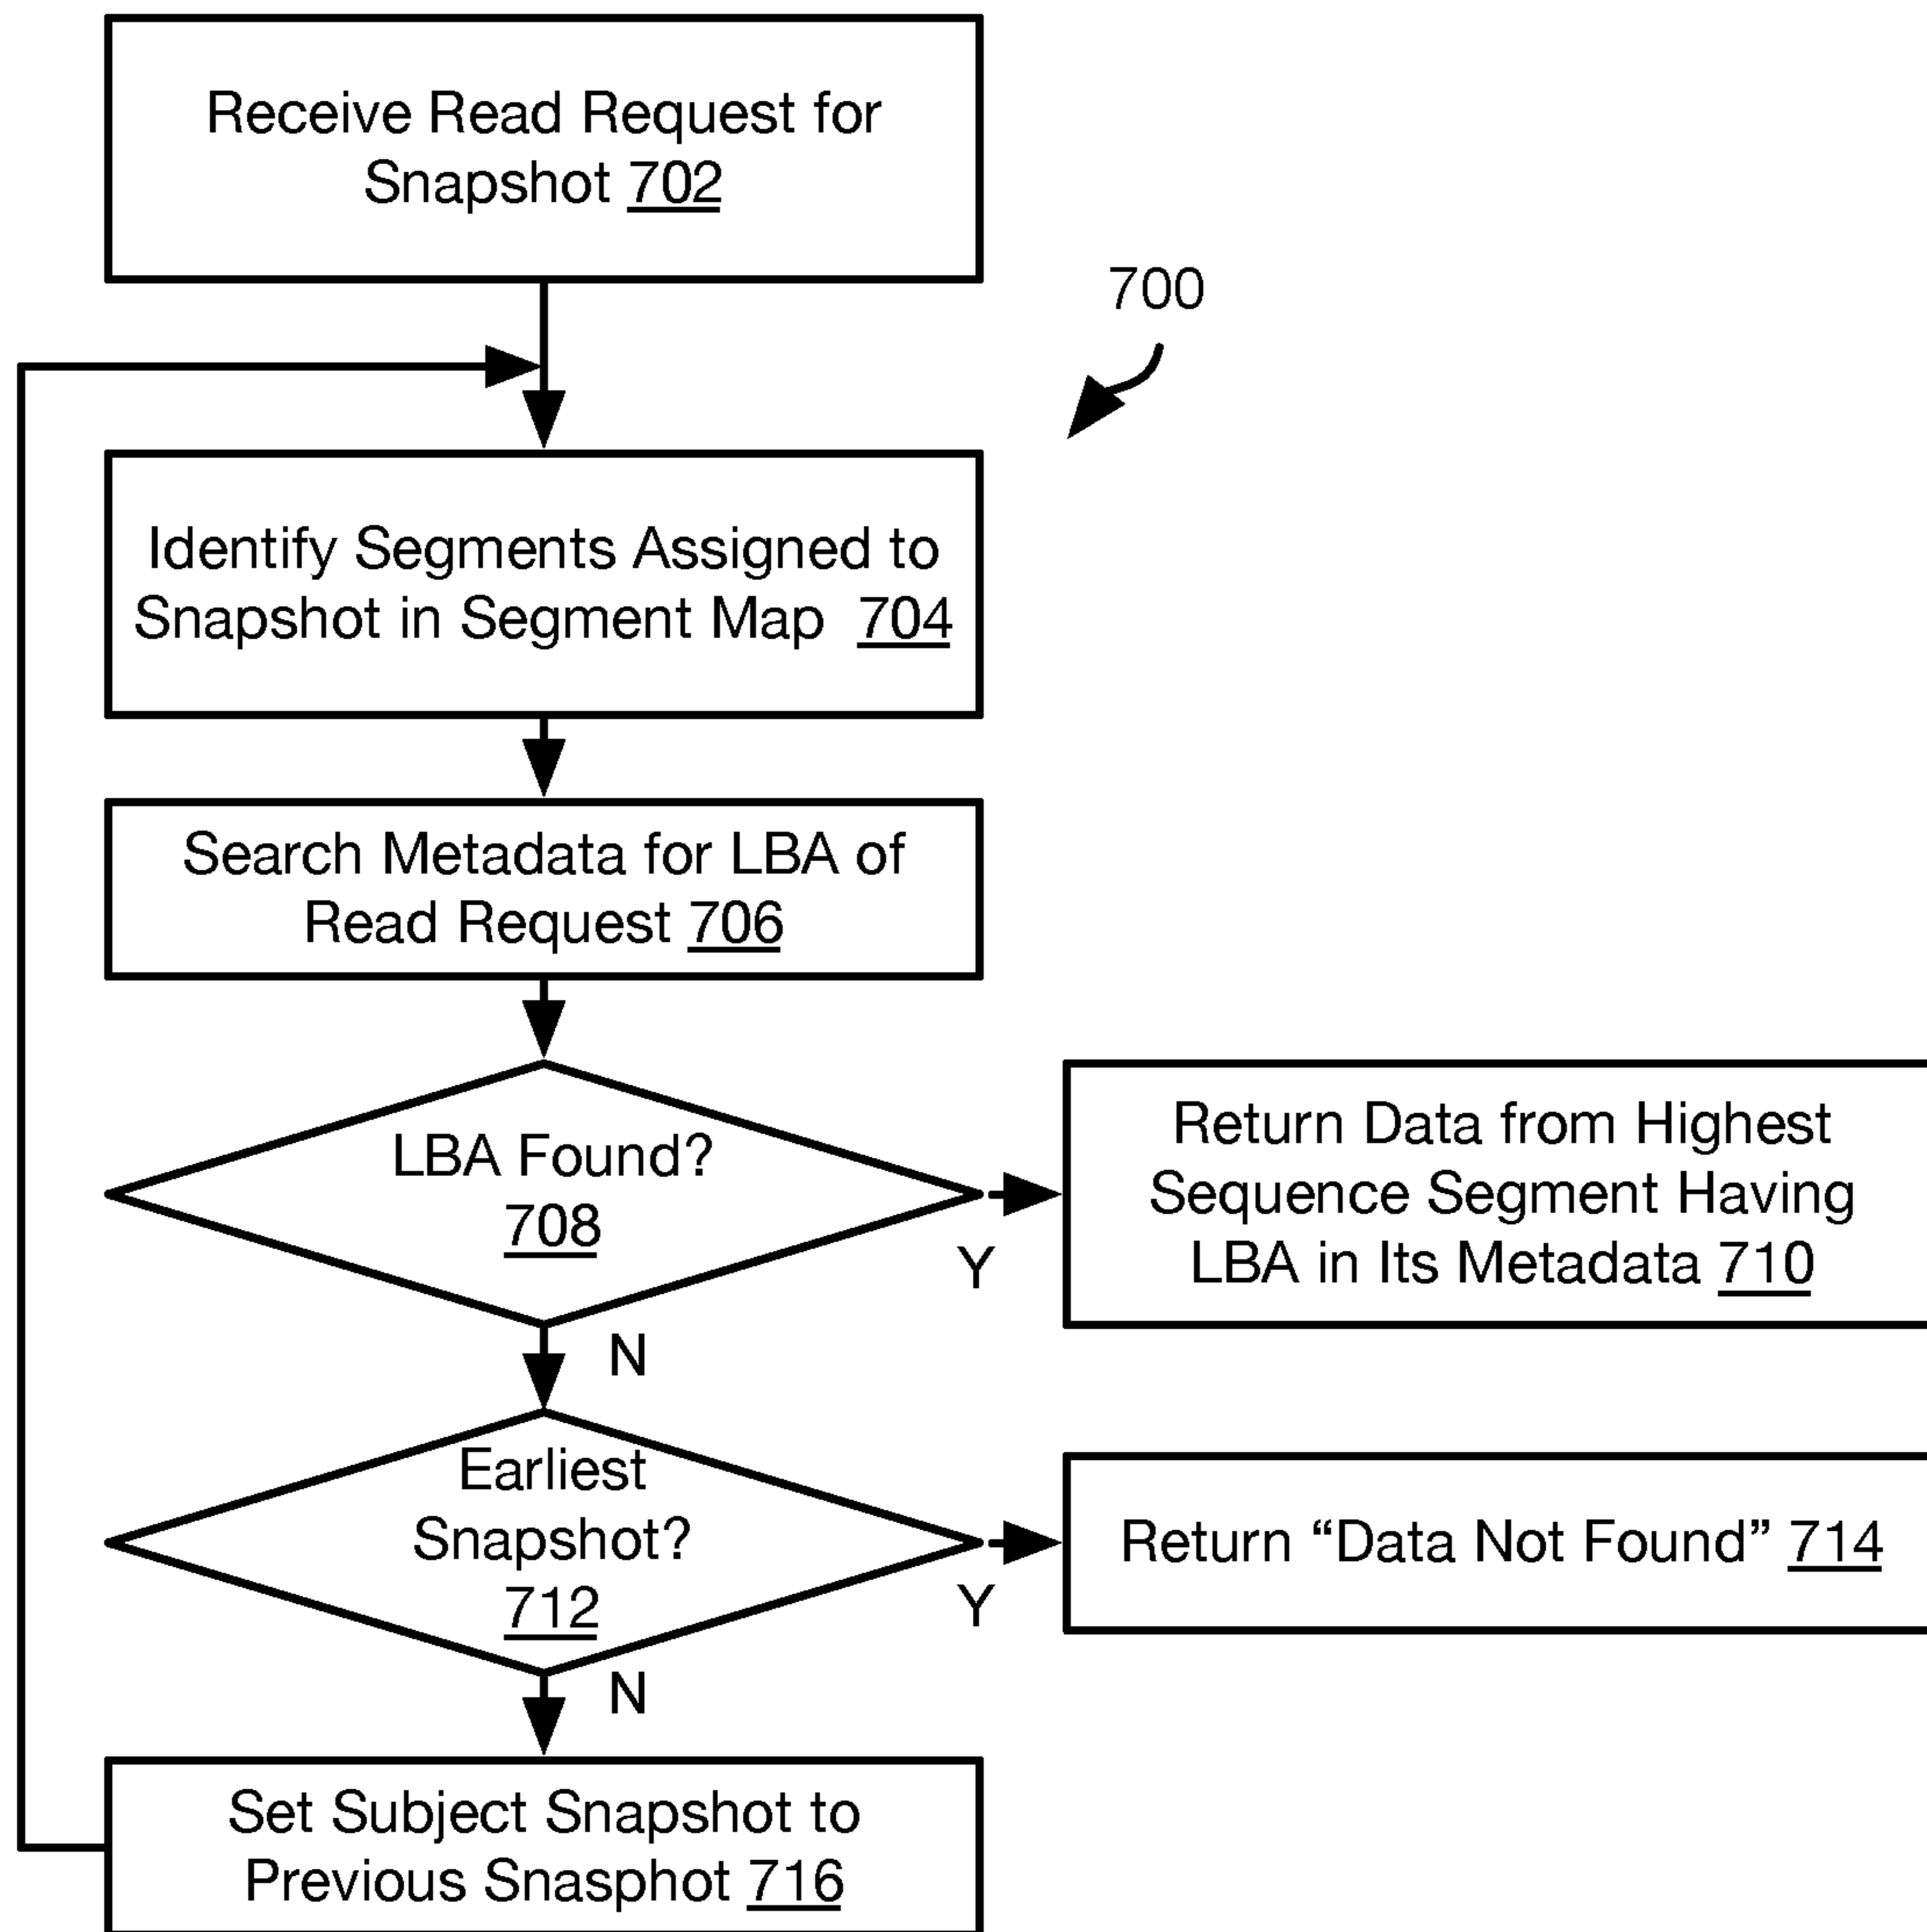 Receive Read Request for
Snapshot 702
700
Identify Segments Assigned to
Snapshot in Segment Map 704
Search Metadata for LBA of
Read Request 706
LBA Found?
708
Y
N
Return Data from Highest
Sequence Segment Having
LBA in Its Metadata 710
Earliest
Snapshot?
712
Y
N
Return “Data Not Found” 714
Set Subject Snapshot to
Previous Snasphot 716